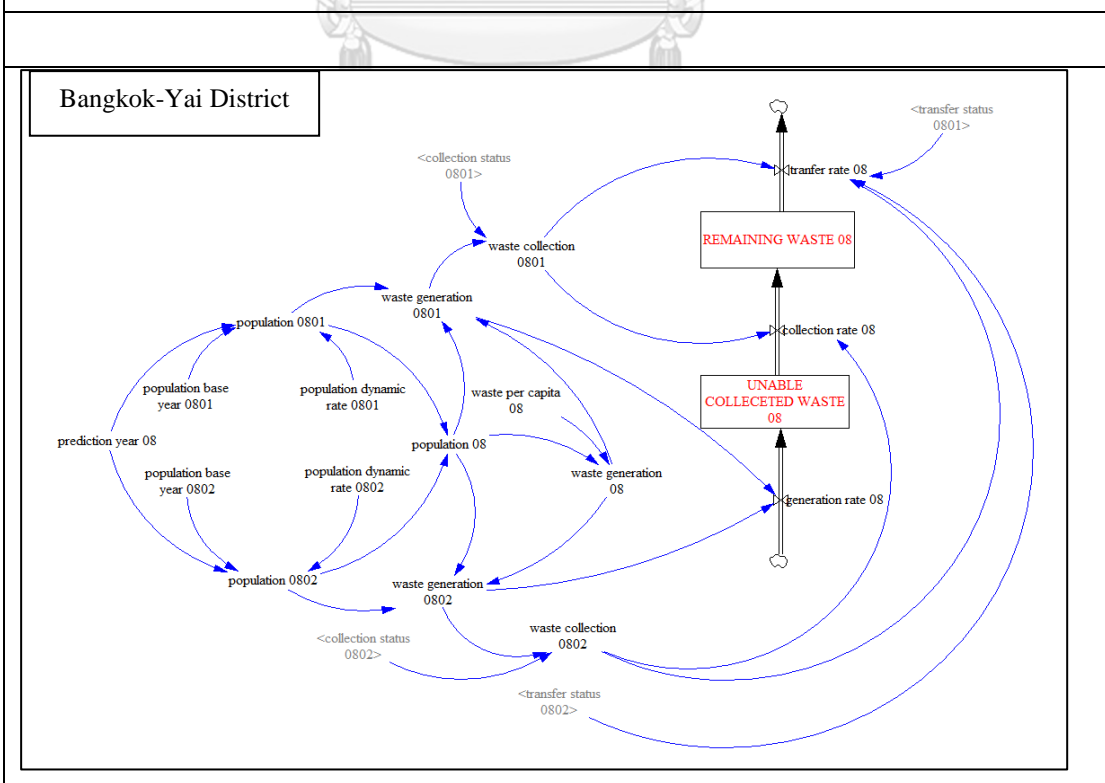 Bangkok-Yai District
<transfer status
0801>
<collection status
0801>
tranfer rate 08
waste collection
0801
REMAINING WASTE 08
waste generation
0801
population 0801
collection rate 08
population base
year 0801
population dynamic
rate 0801
waste per capita
08
UNABLE
COLLECETED WASTE
08
prediction year 08
population 08
population base
year 0802
population dynamic
rate 0802
waste generation
08
generation rate 08
population 0802
waste generation
0802
waste collection
0802
<collection status
0802>
<transfer status
0802>